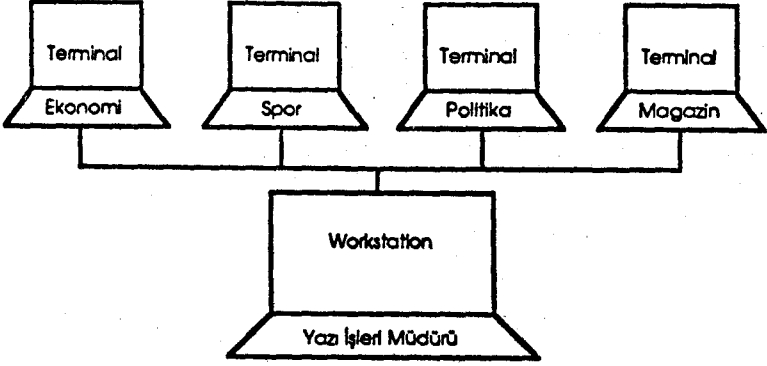 Terminal
Terminal
Terminal
Terminal
Ekonomi
Spor
Politika
Magazin
Workstation
Yazı İşleri Müdürü